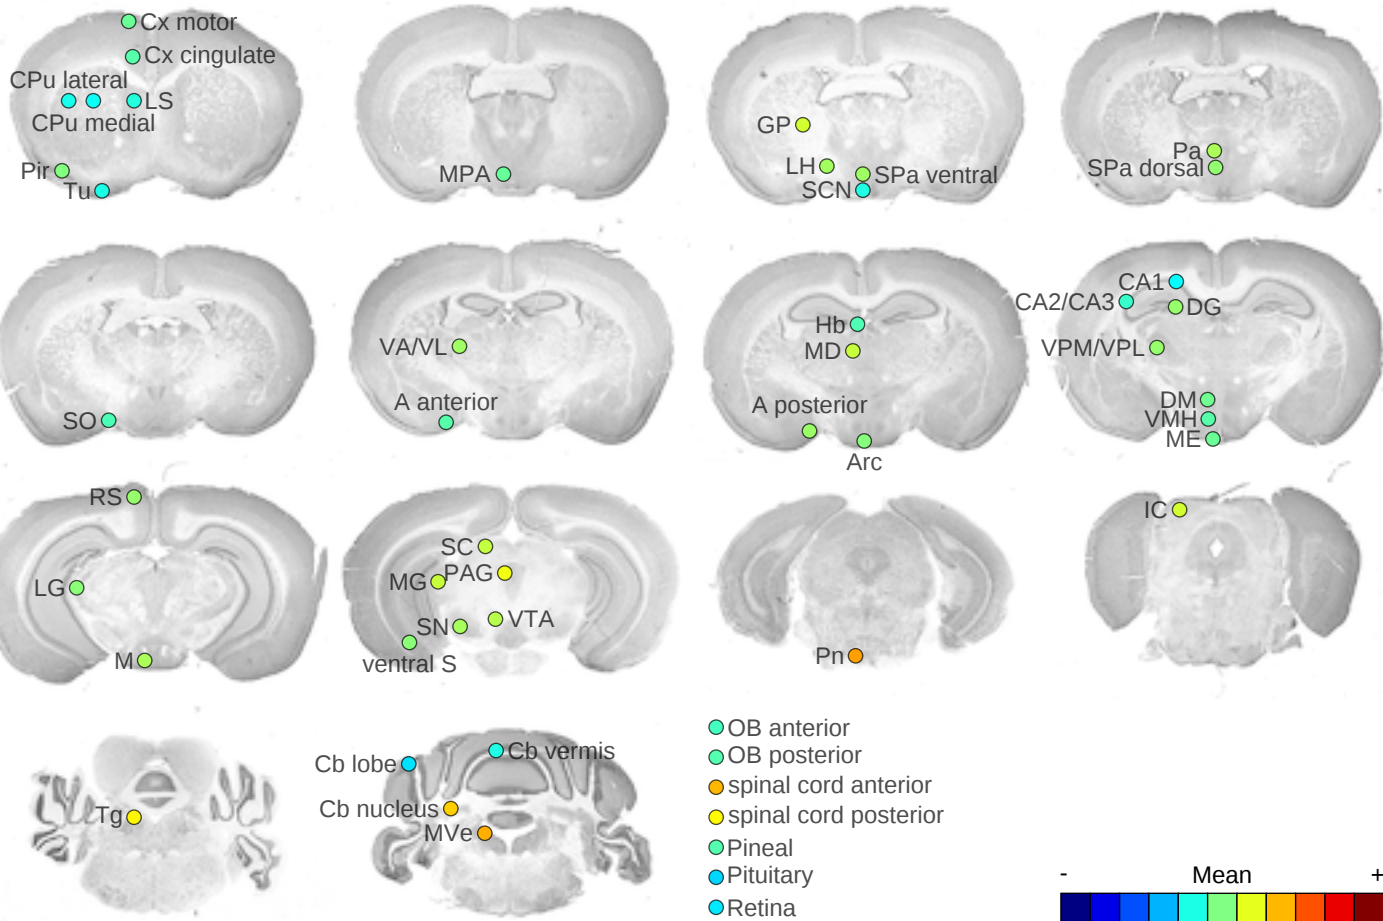 Cx motor
Cx cingulate
CPu lateral
LS
CPu medial
Pir
Tu
MPA
GP
LH
SPa ventral
SCN
Pa
SPa dorsal
SO
VA/VL
A anterior
Hb
MD
A posterior
Arc
CA1
CA2/CA3
DG
VPM/VPL
DM
VMH
ME
RS
LG
M
SC
PAG
MG
SN
VTA
ventral S
Pn
IC
Tg
Cb lobe
Cb vermis
Cb nucleus
MVe
OB anterior
OB posterior
spinal cord anterior
spinal cord posterior
Pineal
Pituitary
Retina
- Mean +